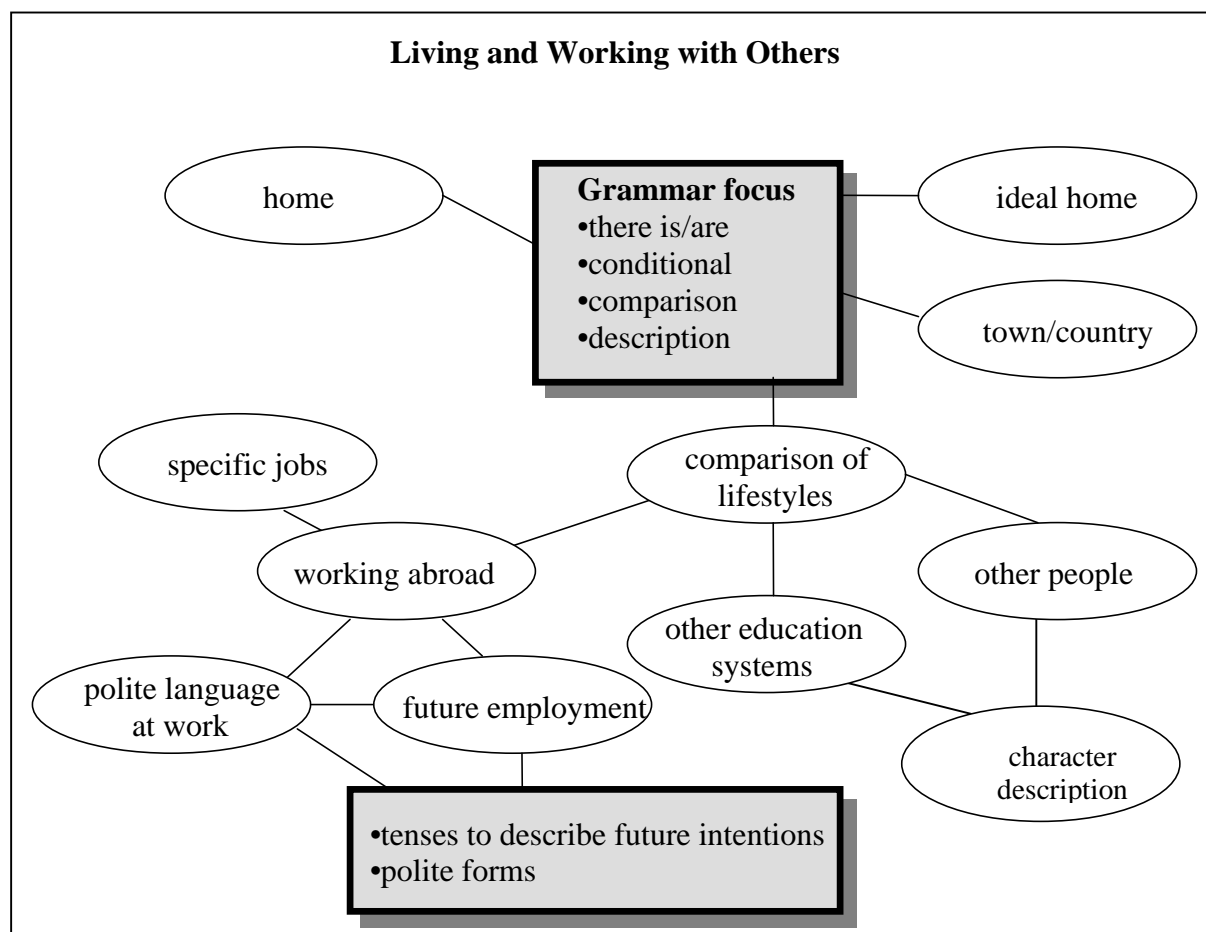 Living and Working with Others
home
Grammar focus
•there is/are
•conditional
•comparison
•description
ideal home
town/country
specific jobs
comparison of
lifestyles
working abroad
other people
other education
systems
polite language
at work
future employment
character
description
•tenses to describe future intentions
•polite forms